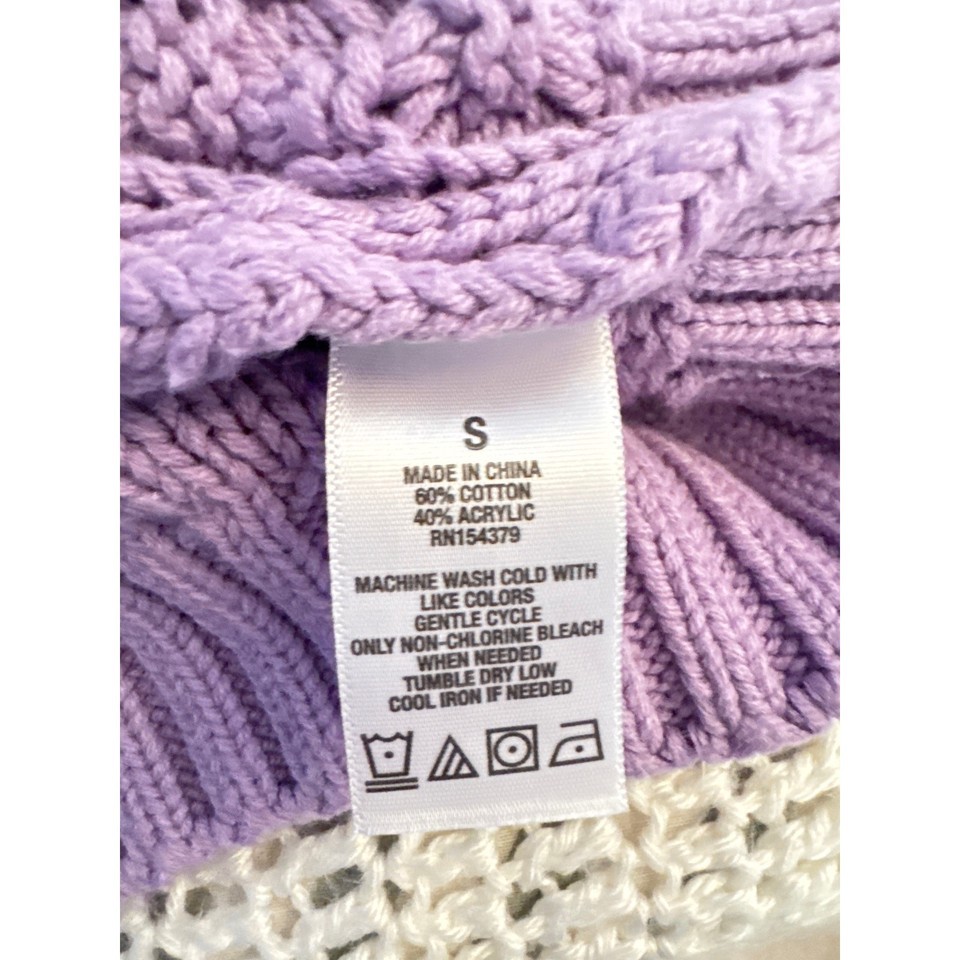 S
MADE IN CHINA
60% COTTON
40% ACRYLIC
RN154379
MACHINE WASH COLD WITH
LIKE COLORS
GENTLE CYCLE
ONLY NON-CHLORINE BLEACH
WHEN NEEDED
TUMBLE DRY LOW
COOL IRON IF NEEDED